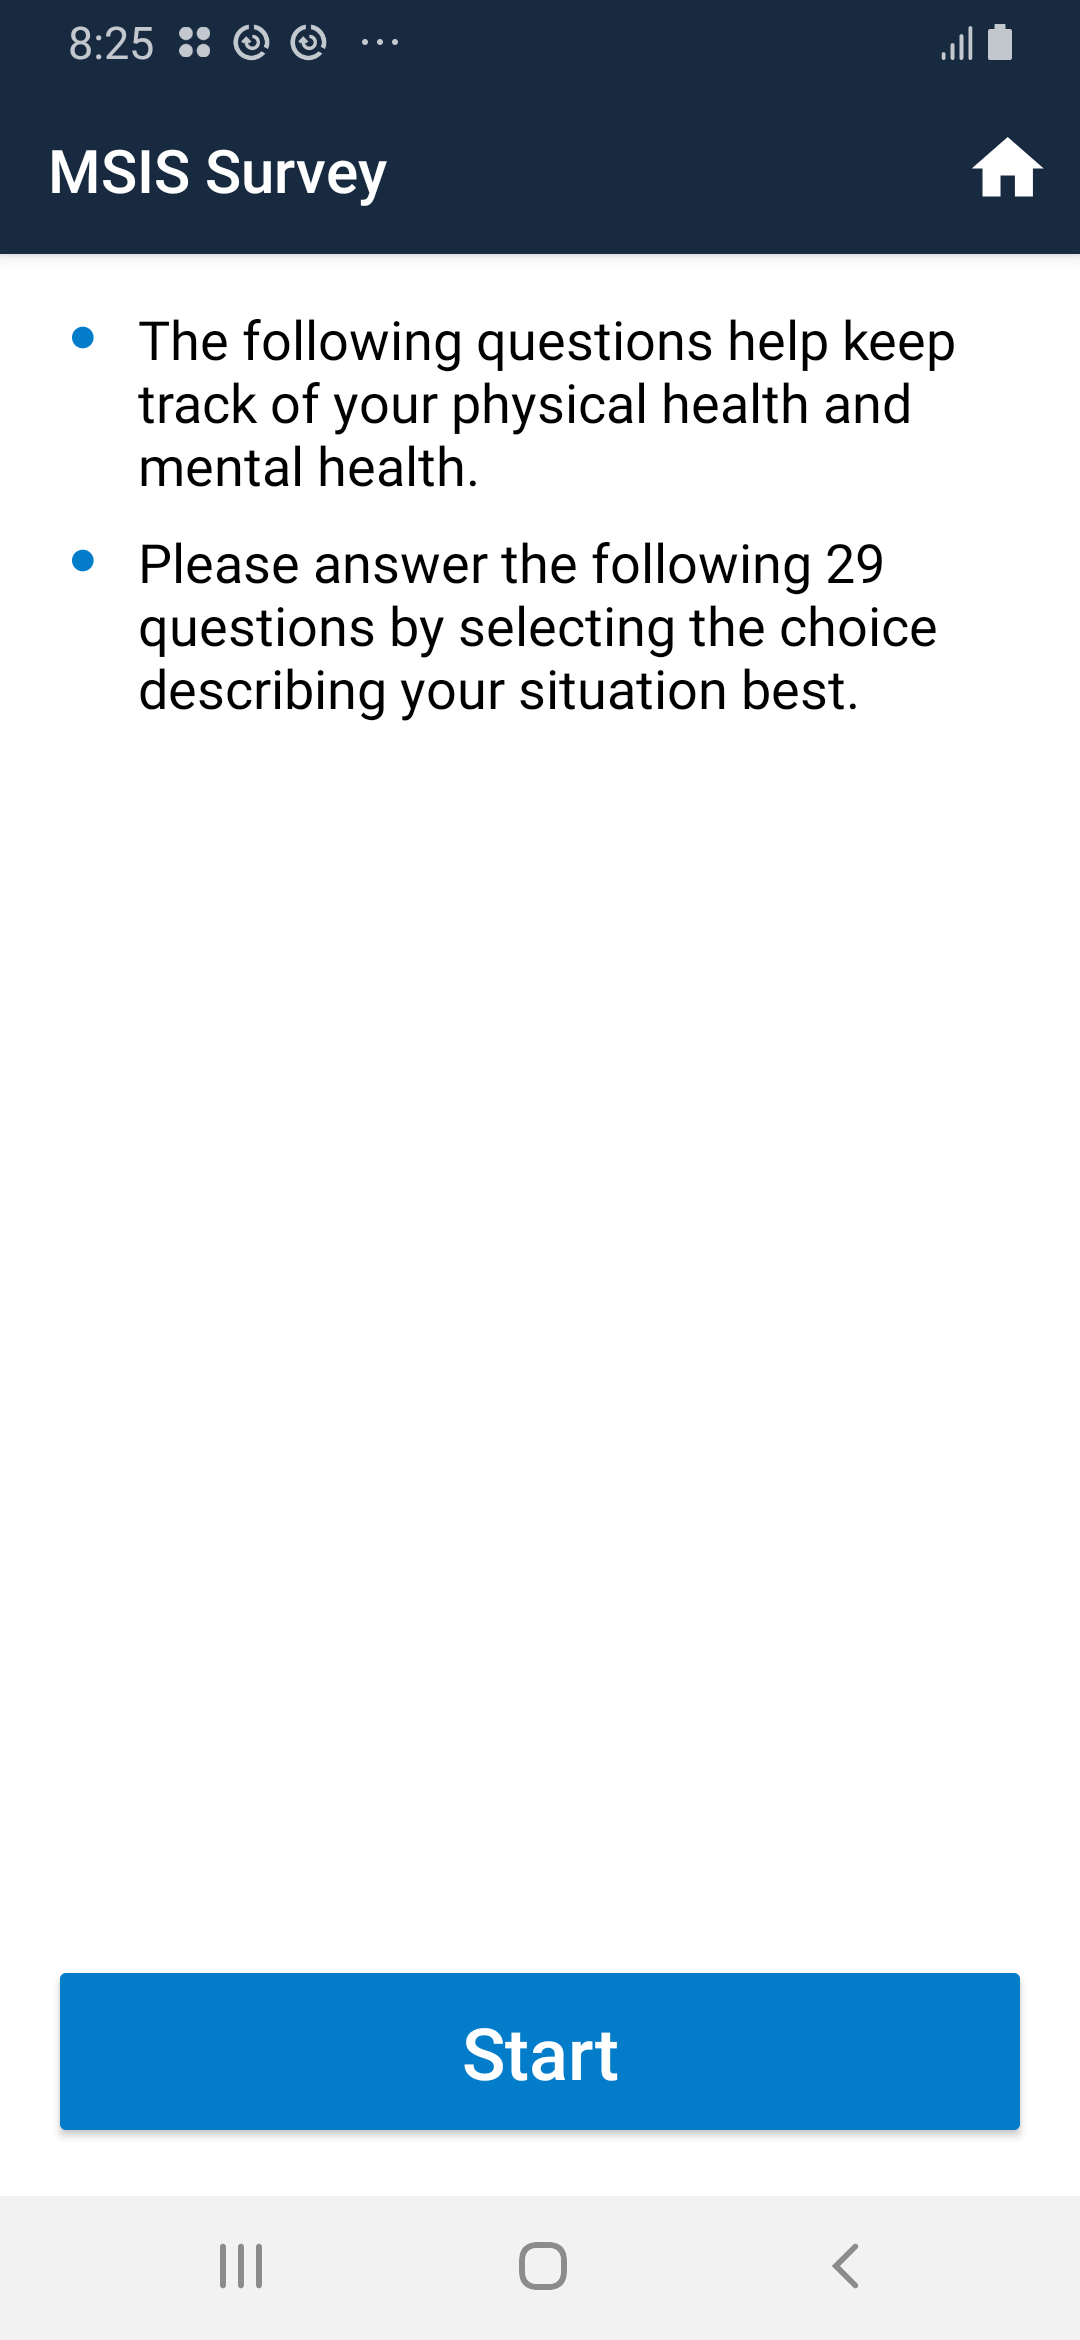 8:25
MSIS Survey
The following questions help keep
track of your physical health and
mental health.
Please answer the following 29
questions by selecting the choice
describing your situation best.
Start